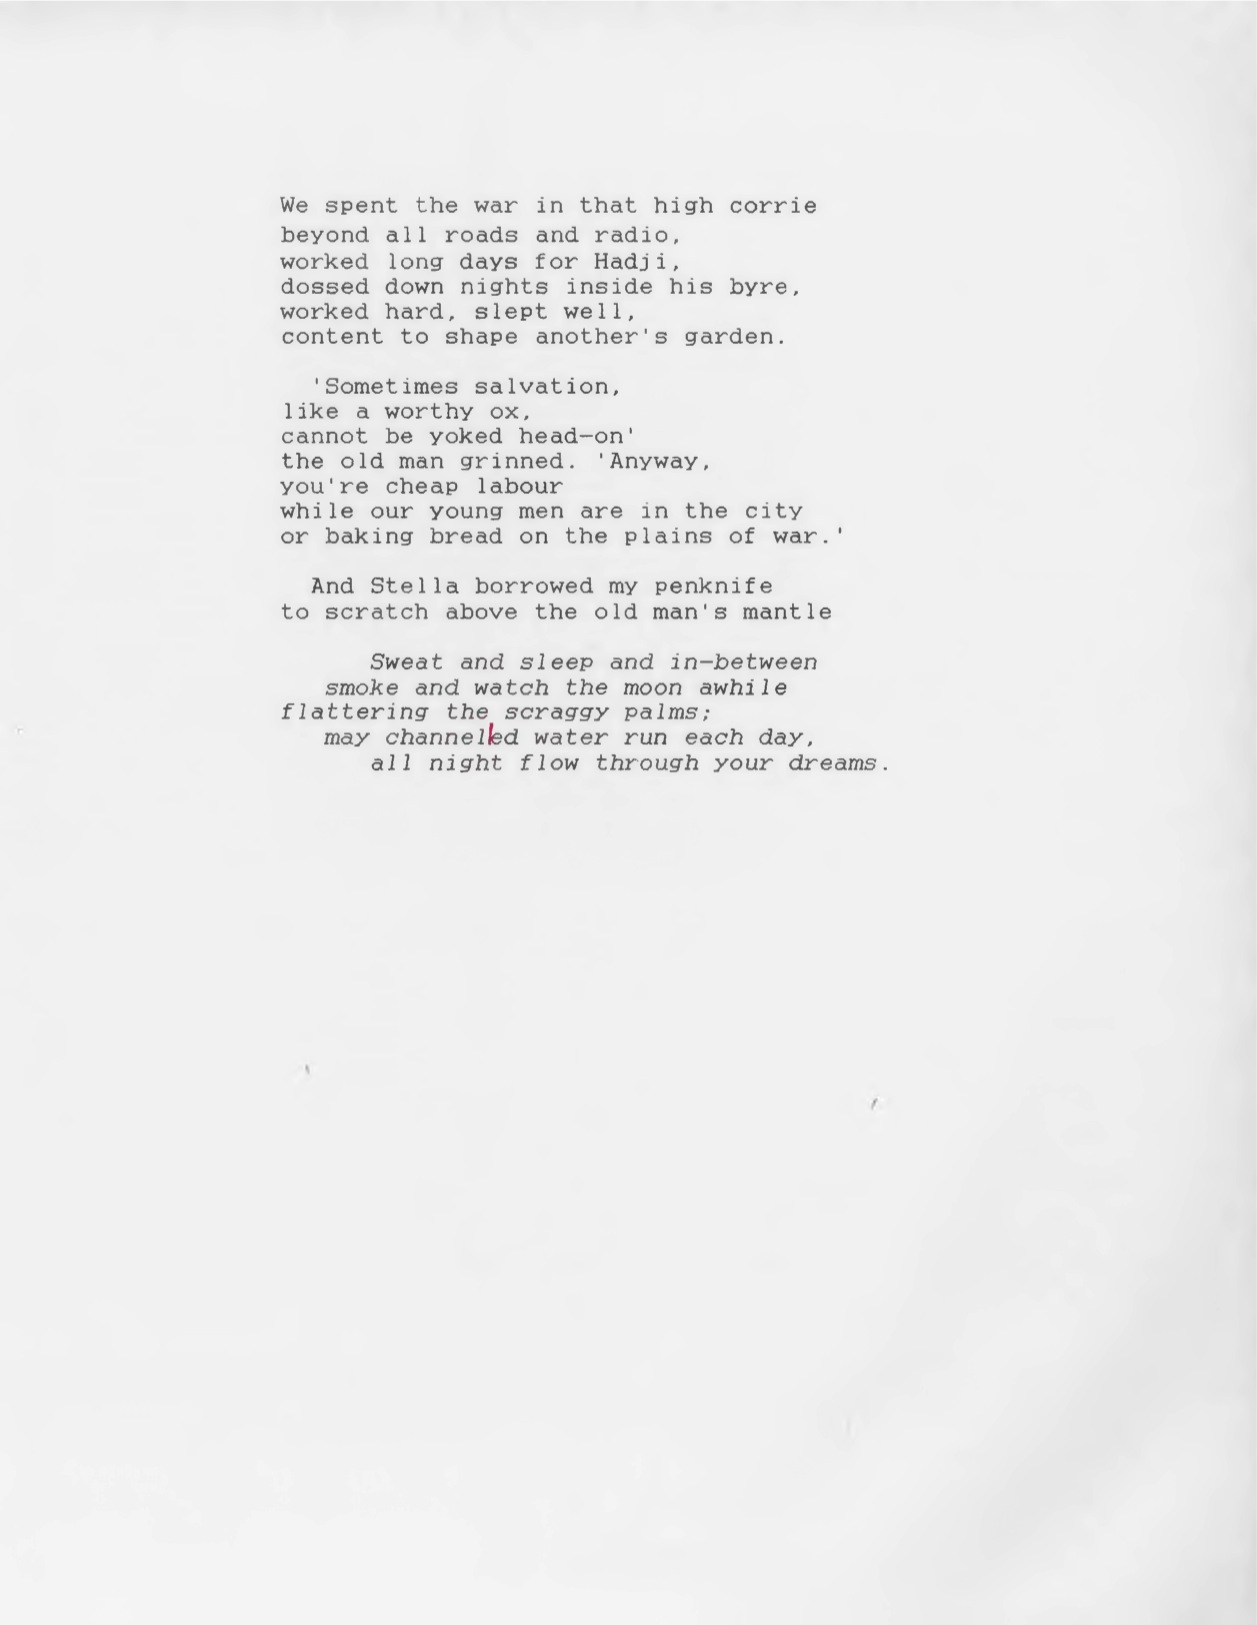 We spent the war in that high corrie
beyond all roads and radio,
worked long days for Hadji,
dossed down nights inside his byre,
worked hard, slept well,
content to shape another's garden.
'Sometimes salvation,
like a worthy ox,
cannot be yoked head-on'
the old man grinned. 'Anyway,
you're cheap labour
while our young men are in the city
or baking bread on the plains of war.'
And Stella borrowed my penknife
to scratch above the old man's mantle
Sweat and sleep and in-between
smoke and watch the moon awhile
flattering the scraggy palms;
may channelled water run each day,
all night flow through your dreams.